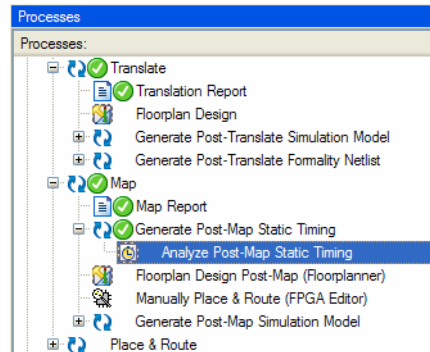 Processes
Processes:
Translate
Translation Report
Floorplan Design
Generate Post-Translate Simulation Model
Generate Post-Translate Formality Netlist
Map
Map Report
Generate Post-Map Static Timing
Analyze Post-Map Static Timing
Floorplan Design Post-Map (Floorplanner)
Manually Place & Route (FPGA Editor)
Generate Post-Map Simulation Model
Place & Route